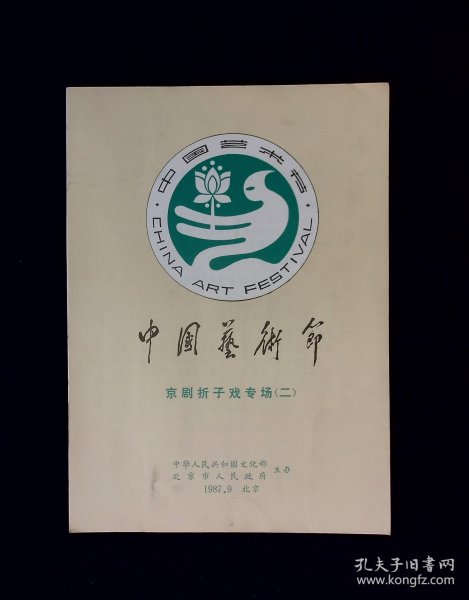 ·中国艺术节·
CHINA ART FESTIVAL
中国藝術節
京剧折子戏专场(二)
中华人民共和国文化部
北京市人民政府
主办
1987.9 北京
孔夫子旧书网
www.kongfz.com